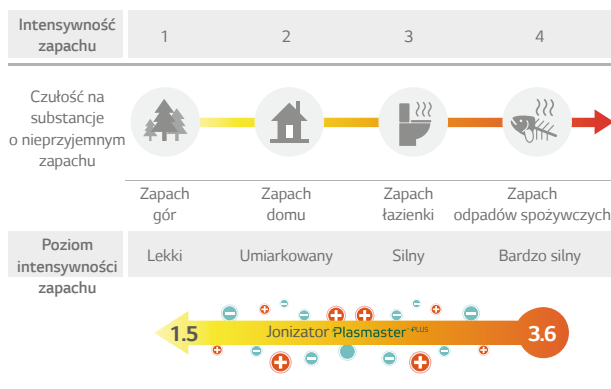 Intensywność
zapachu
1 2 3 4
Czułość na
substancje
o nieprzyjemnym
zapachu
Zapach
gór
Zapach
domu
Zapach
łazienki
Zapach
odpadów spożywczych
Poziom
intensywności
zapachu
Lekki Umiarkowany Silny Bardzo silny
1.5 Jonizator Plasmaster PLUS 3.6